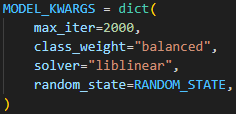 MODEL_KWARGS = dict(
    max_iter=2000,
    class_weight="balanced",
    solver="liblinear",
    random_state=RANDOM_STATE,
)